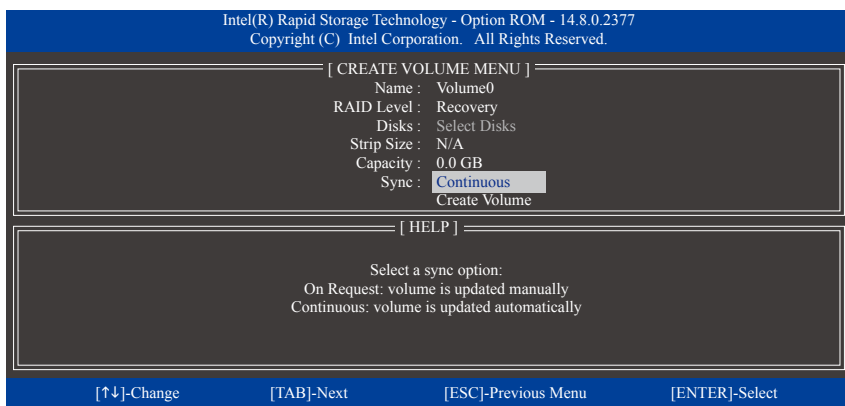 Intel(R) Rapid Storage Technology - Option ROM - 14.8.0.2377
Copyright (C) Intel Corporation. All Rights Reserved.
[ CREATE VOLUME MENU ]
Name : Volume0
RAID Level : Recovery
Disks : Select Disks
Strip Size : N/A
Capacity : 0.0 GB
Sync : Continuous
Create Volume
[ HELP ]
Select a sync option:
On Request: volume is updated manually
Continuous: volume is updated automatically
[↑↓]-Change [TAB]-Next [ESC]-Previous Menu [ENTER]-Select